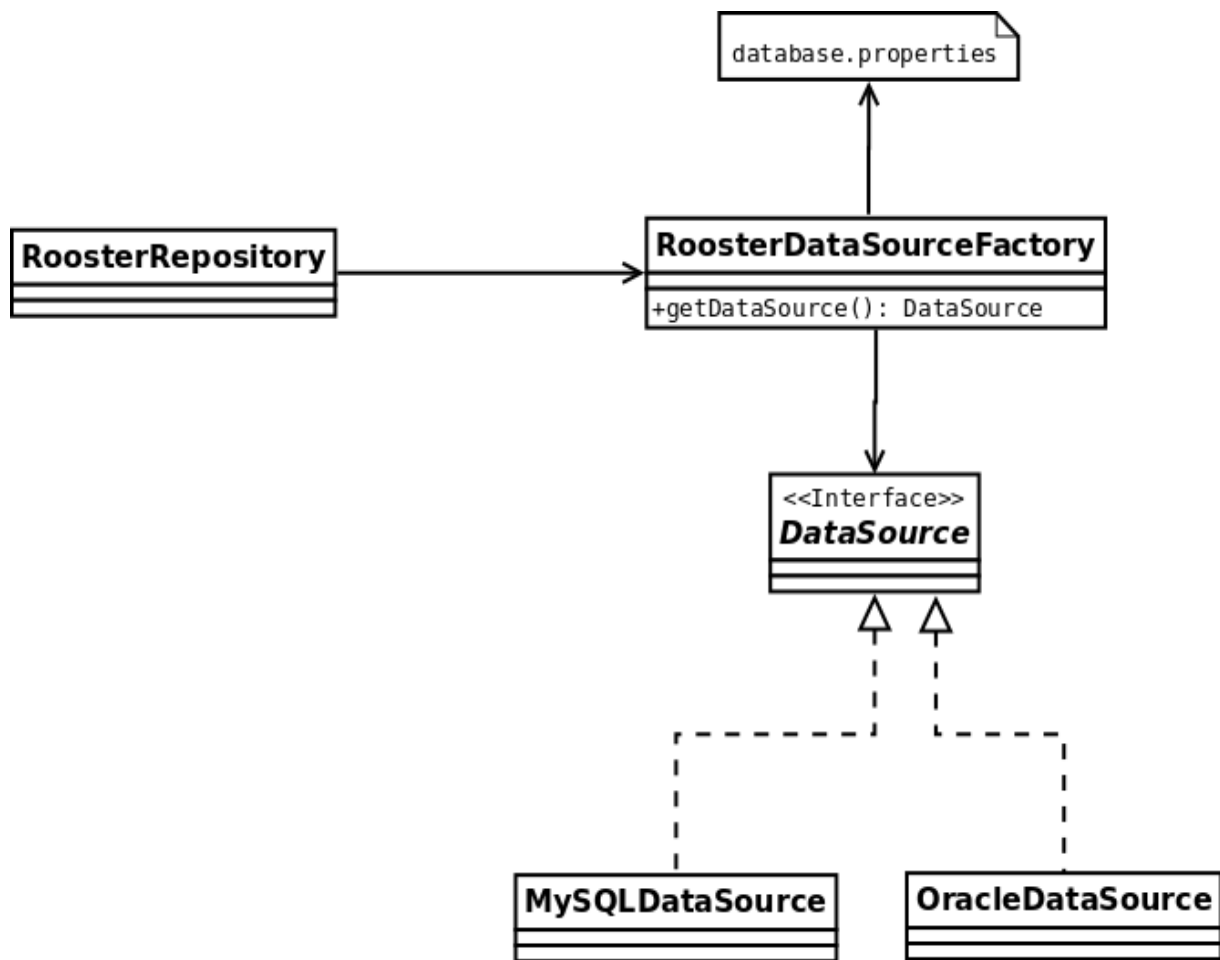 database.properties
RoosterRepository
RoosterDataSourceFactory
+getDataSource(): DataSource
<<Interface>>
DataSource
MySQLDataSource
OracleDataSource